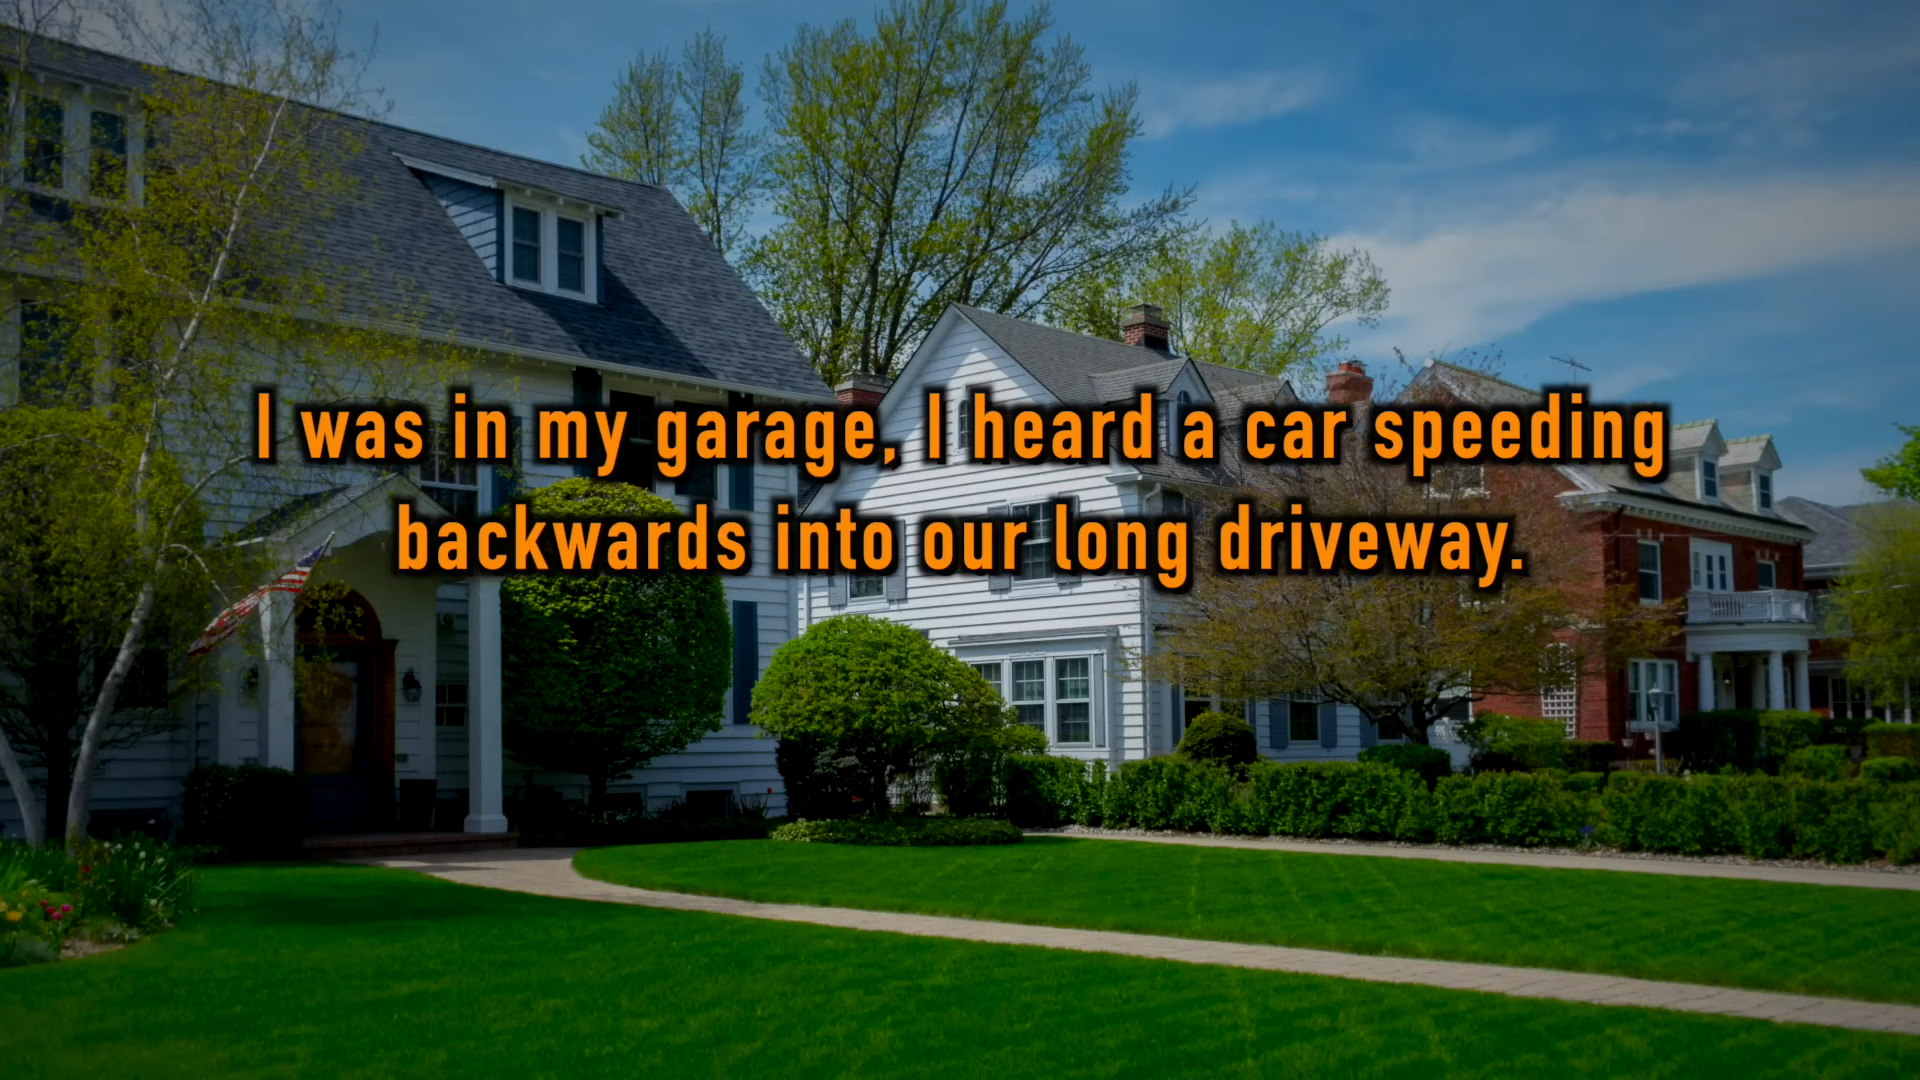 I was in my garage, I heard a car speeding
backwards into our long driveway.